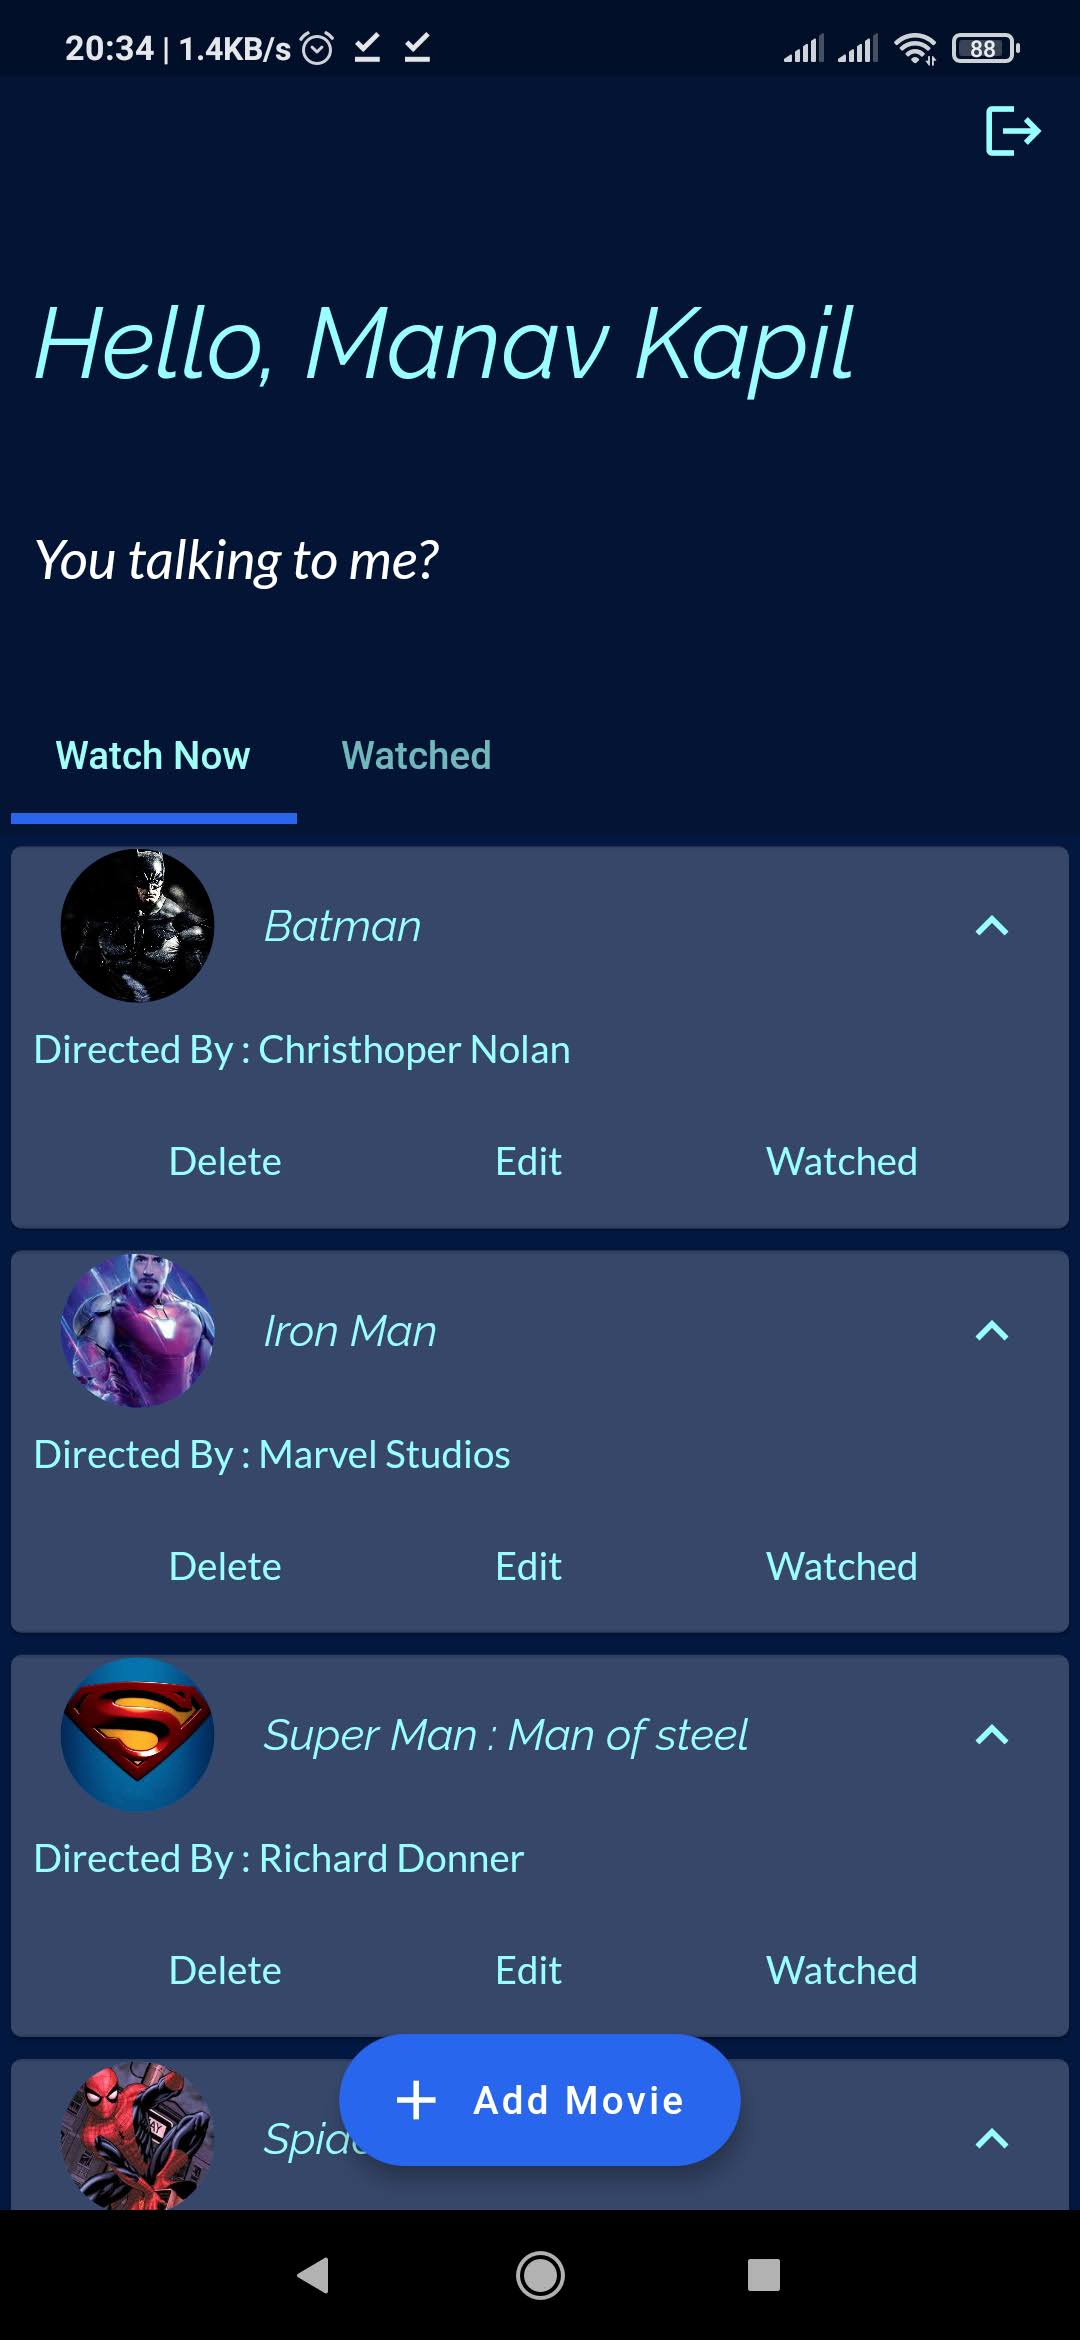 20:34 | 1.4KB/s
88
Hello, Manav Kapil
You talking to me?
Watch Now Watched
Batman
Directed By : Christhoper Nolan
Delete Edit Watched
Iron Man
Directed By : Marvel Studios
Delete Edit Watched
Super Man : Man of steel
Directed By : Richard Donner
Delete Edit Watched
Add Movie